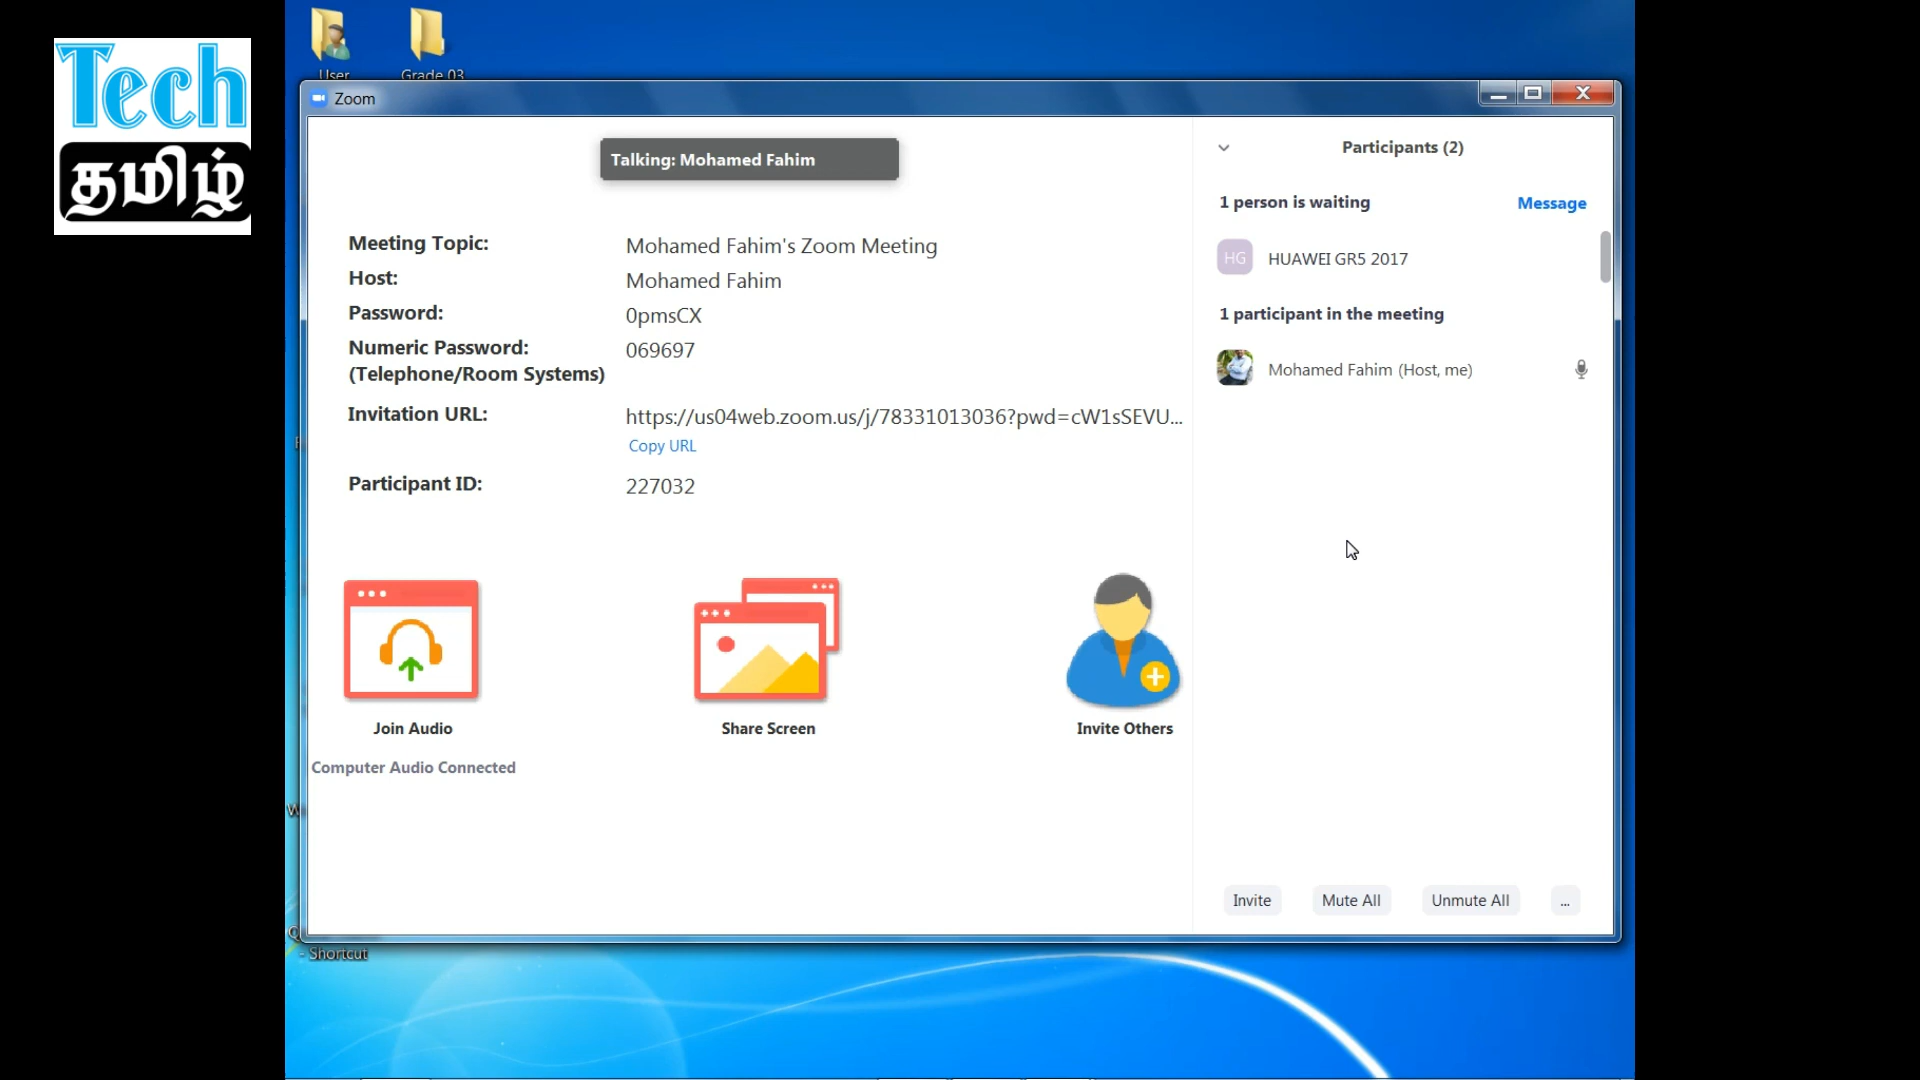 Tech
தமிழ்
User
Grade 03
Zoom
Talking: Mohamed Fahim
Meeting Topic:
Mohamed Fahim's Zoom Meeting
Host:
Mohamed Fahim
Password:
0pmsCX
Numeric Password:
(Telephone/Room Systems)
069697
Invitation URL:
https://us04web.zoom.us/j/78331013036?pwd=cW1sSEVU...
Copy URL
Participant ID:
227032
Join Audio
Share Screen
Invite Others
Computer Audio Connected
Participants (2)
1 person is waiting
Message
HG
HUAWEI GR5 2017
1 participant in the meeting
Mohamed Fahim (Host, me)
Invite
Mute All
Unmute All
...
- Shortcut